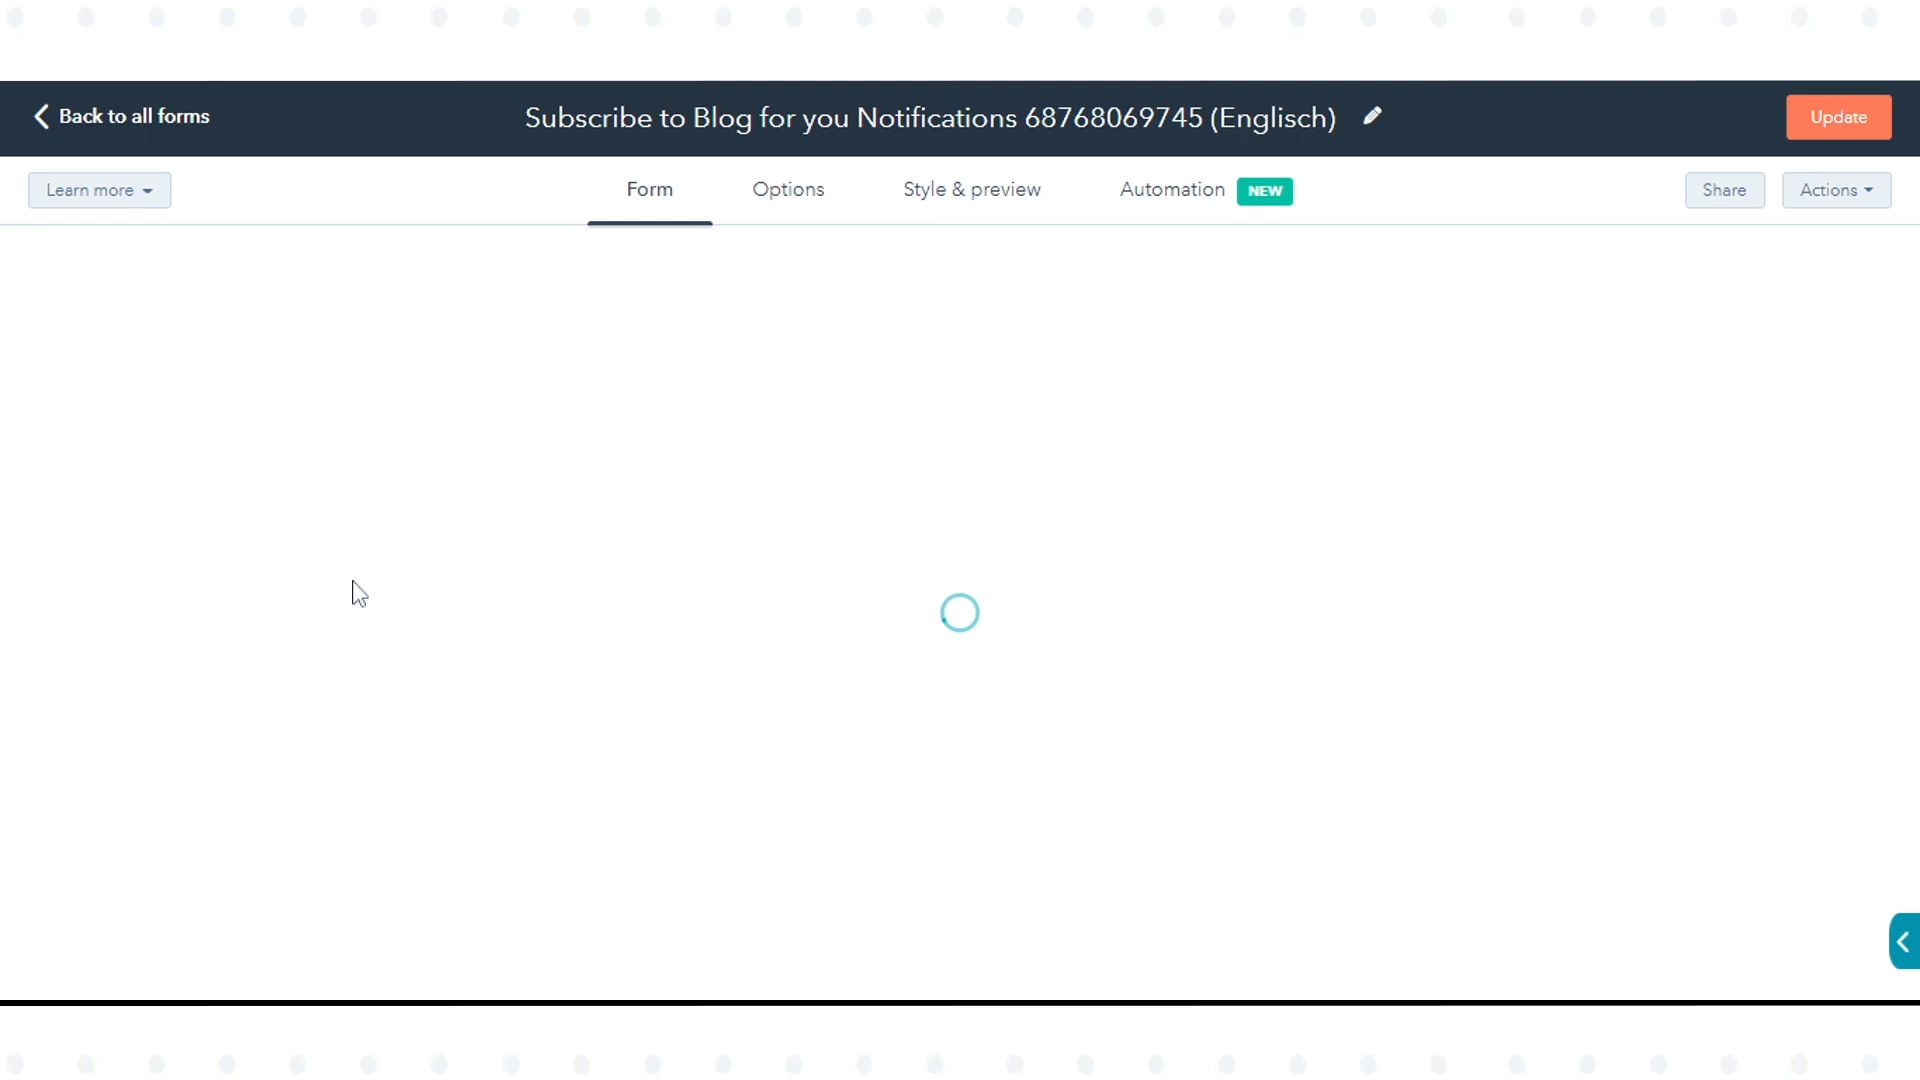 Back to all forms
Subscribe to Blog for you Notifications 68768069745 (Englisch)
Update
Learn more
Form
Options
Style & preview
Automation NEW
Share
Actions